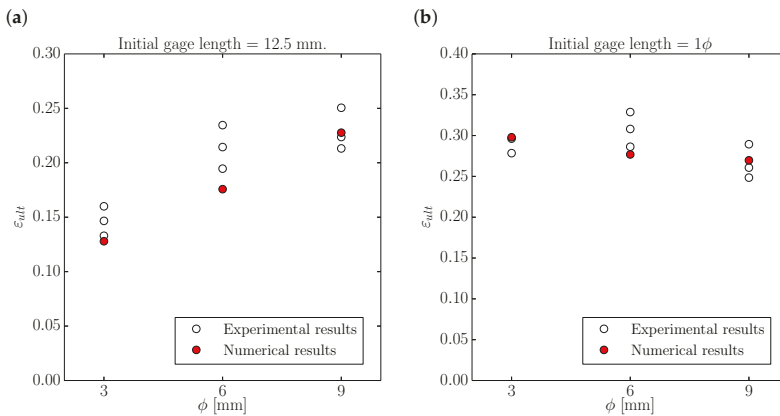 (a)
Initial gage length = 12.5 mm.
0.30
0.25
0.20
0.15
0.10
0.05
0.00
ε_ult
3
6
9
ϕ [mm]
Experimental results
Numerical results
(b)
Initial gage length = 1ϕ
0.40
0.35
0.30
0.25
0.20
0.15
0.10
0.05
0.00
ε_ult
3
6
9
ϕ [mm]
Experimental results
Numerical results